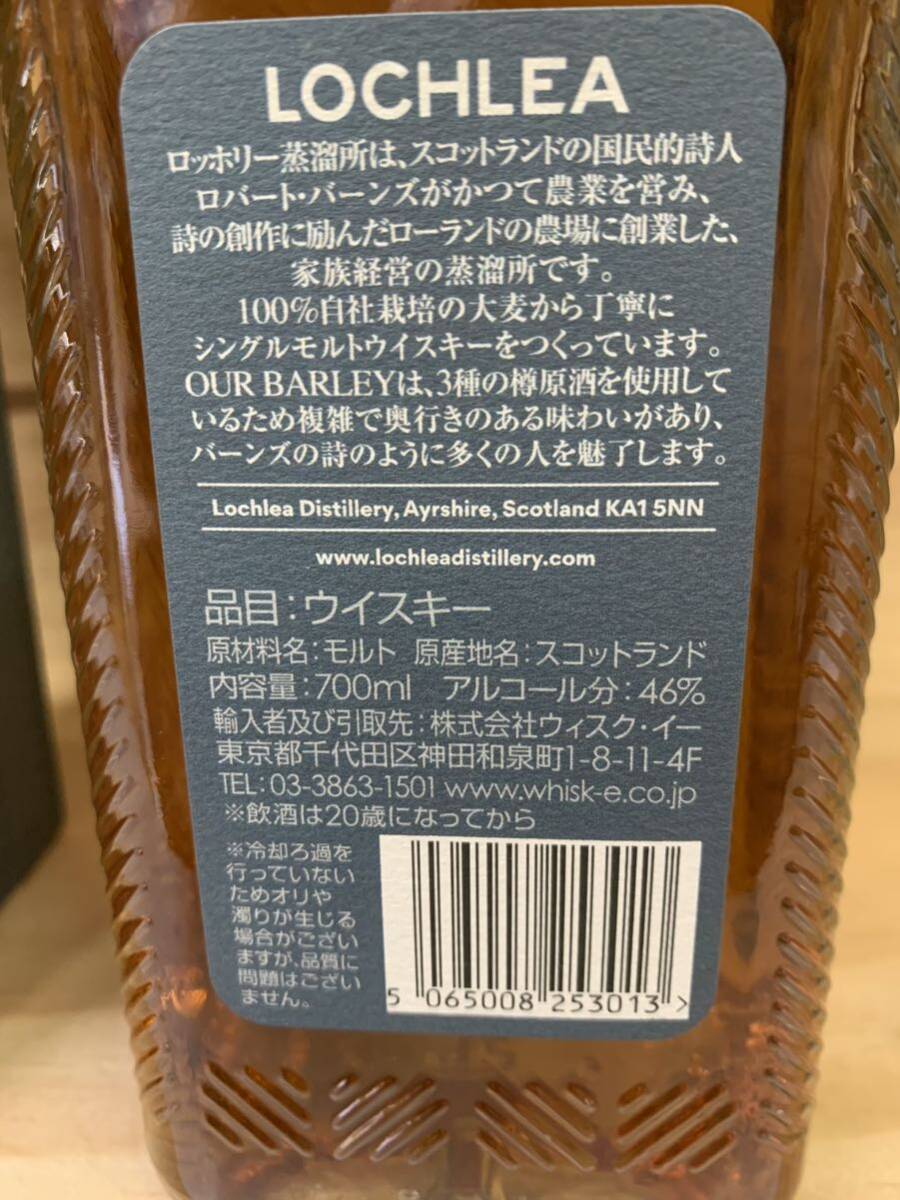 LOCHLEA
ロッホリー蒸溜所は、スコットランドの国民的詩人
ロバート・バーンズがかつて農業を営み、
詩の創作に励んだローランドの農場に創業した、
家族経営の蒸溜所です。
100%自社栽培の大麦から丁寧に
シングルモルトウイスキーをつくっています。
OUR BARLEYは、3種の樽原酒を使用して
いるため複雑で奥行きのある味わいがあり、
バーンズの詩のように多くの人を魅了します。
Lochlea Distillery, Ayrshire, Scotland KA1 5NN
www.lochleadistillery.com
品目：ウイスキー
原材料名：モルト 原産地名：スコットランド
内容量：700ml アルコール分：46%
輸入者及び引取先：株式会社ウィスク・イー
東京都千代田区神田和泉町1-8-11-4F
TEL：03-3863-1501 www.whisk-e.co.jp
※飲酒は20歳になってから
※冷却ろ過を
行っていない
ためオリや
濁りが生じる
場合がござい
ますが、品質に
問題はござい
ません。
5 065008 253013 >